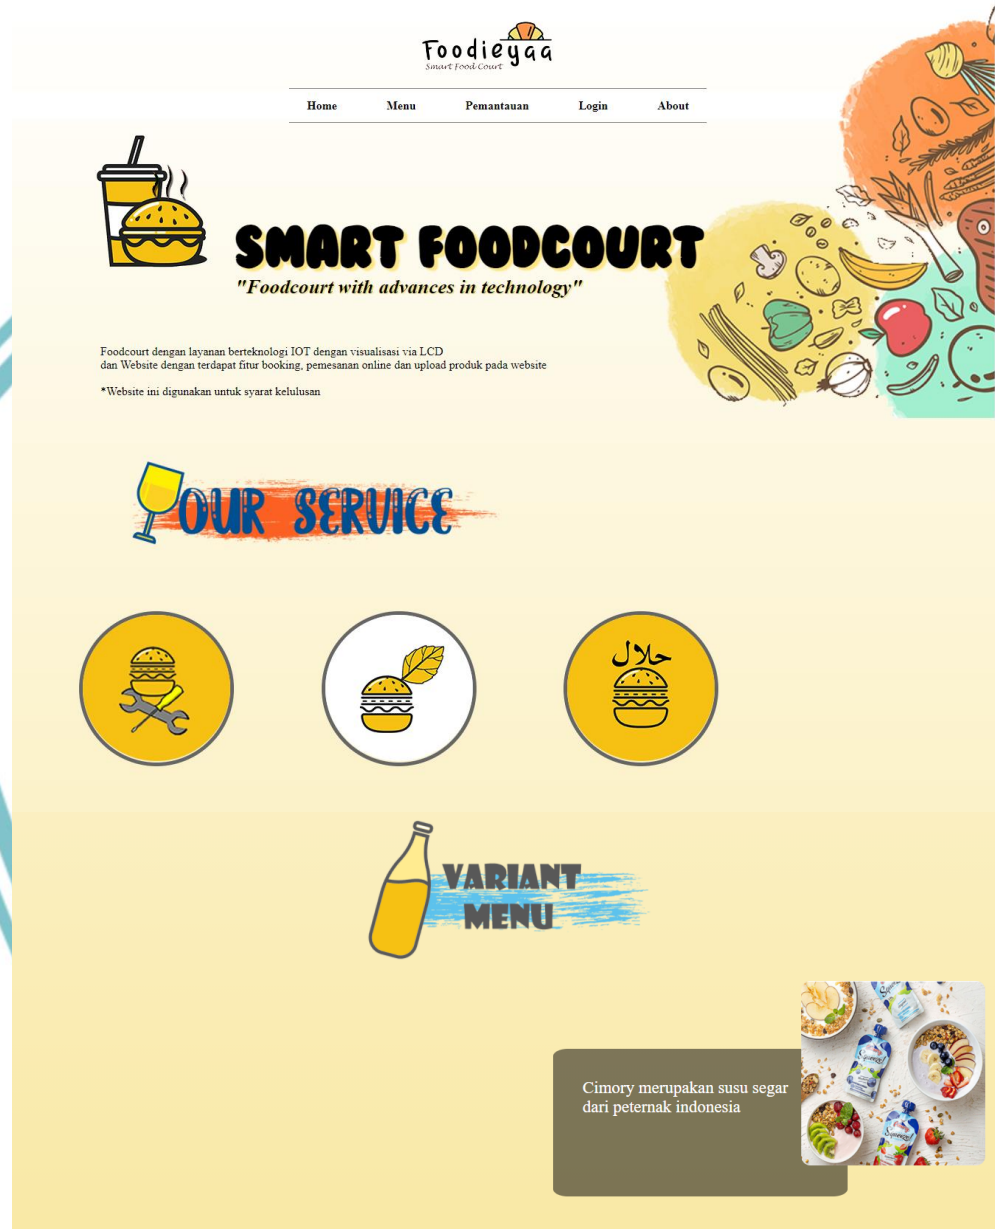 Foodieyaa
Smart Food Court
Home Menu Pemantauan Login About
SMART FOODCOURT
"Foodcourt with advances in technology"
Foodcourt dengan layanan berteknologi IOT dengan visualisasi via LCD
dan Website dengan terdapat fitur booking, pemesanan online dan upload produk pada website
*Website ini digunakan untuk syarat kelulusan
OUR SERVICE
حلال
VARIANT
MENU
Cimory merupakan susu segar
dari peternak indonesia
Squeeze!
Squeeze!